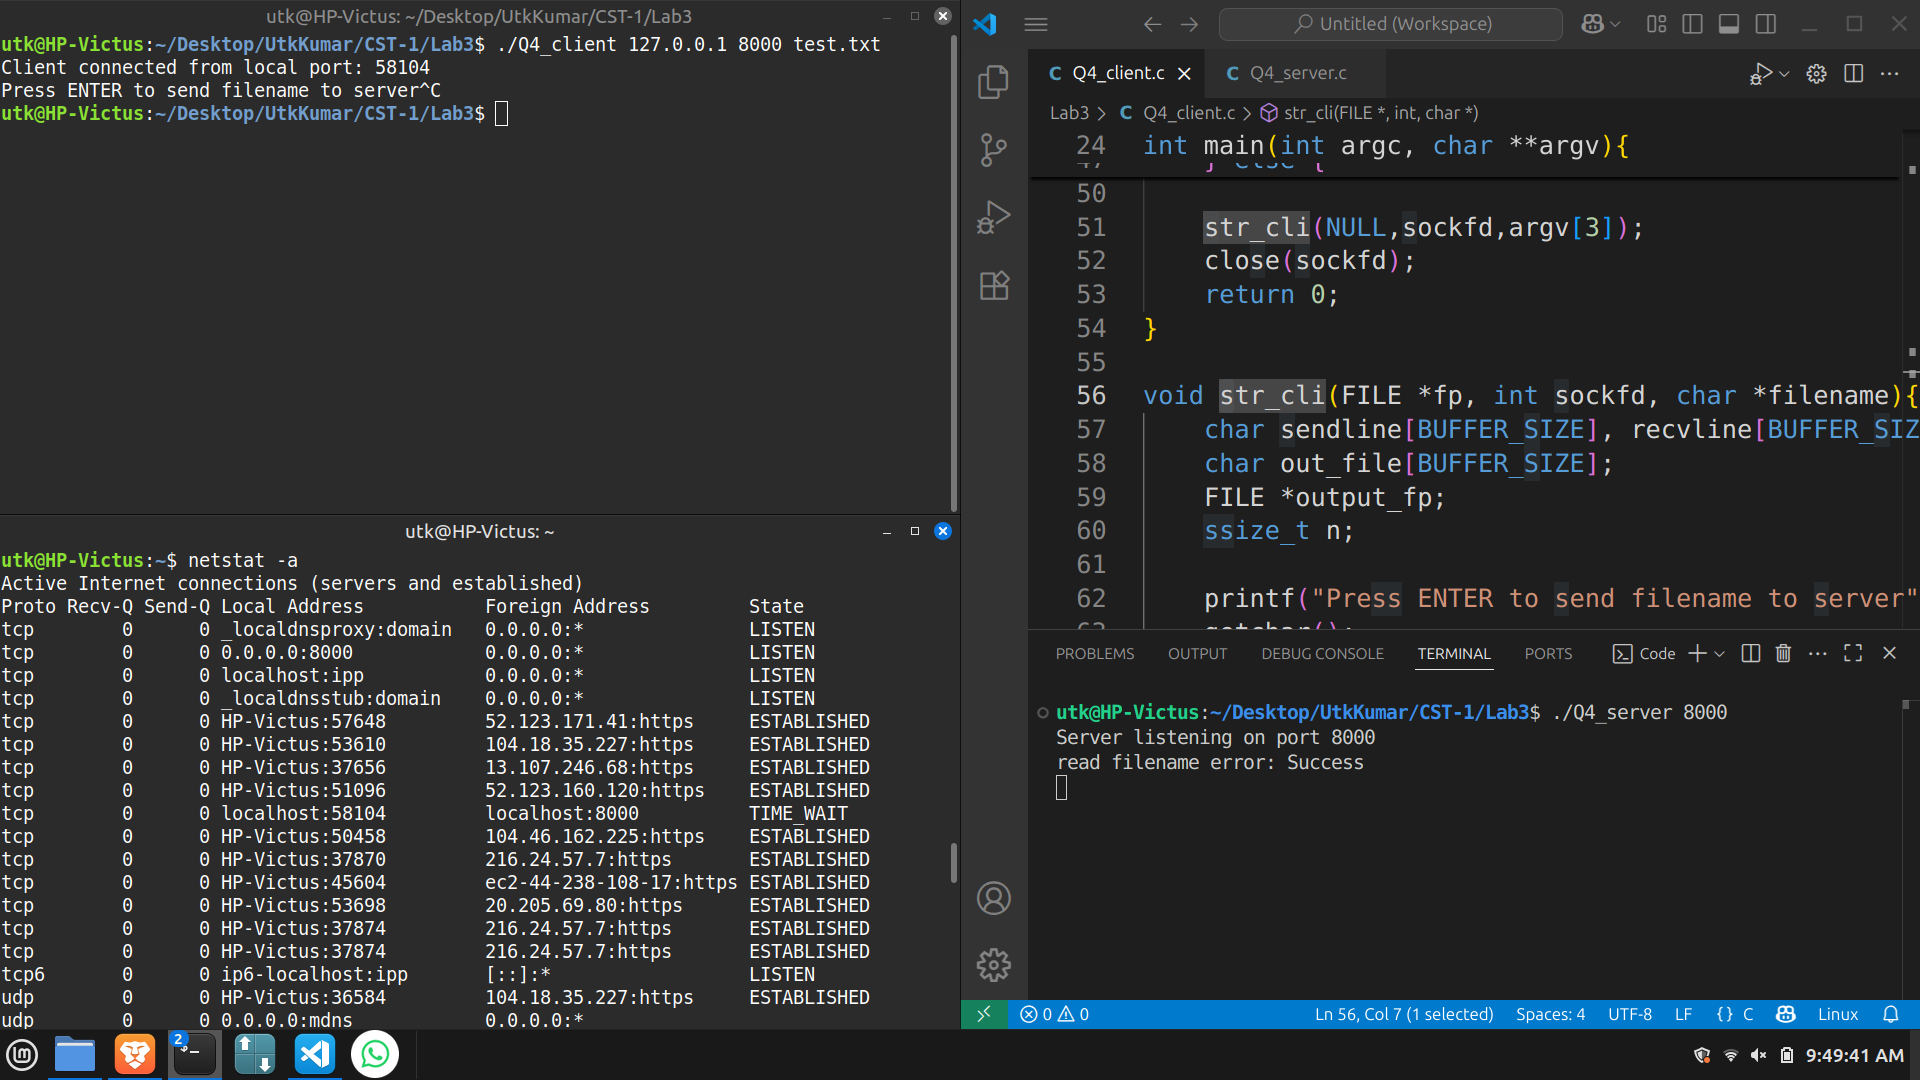 utk@HP-Victus: ~/Desktop/UtkKumar/CST-1/Lab3
utk@HP-Victus:~/Desktop/UtkKumar/CST-1/Lab3$ ./Q4_client 127.0.0.1 8000 test.txt
Client connected from local port: 58104
Press ENTER to send filename to server^C
utk@HP-Victus:~/Desktop/UtkKumar/CST-1/Lab3$
utk@HP-Victus: ~
utk@HP-Victus:~$ netstat -a
Active Internet connections (servers and established)
Proto Recv-Q Send-Q Local Address           Foreign Address         State
tcp        0      0 _localdnsproxy:domain   0.0.0.0:*               LISTEN
tcp        0      0 0.0.0.0:8000            0.0.0.0:*               LISTEN
tcp        0      0 localhost:ipp           0.0.0.0:*               LISTEN
tcp        0      0 _localdnsstub:domain    0.0.0.0:*               LISTEN
tcp        0      0 HP-Victus:57648         52.123.171.41:https     ESTABLISHED
tcp        0      0 HP-Victus:53610         104.18.35.227:https     ESTABLISHED
tcp        0      0 HP-Victus:37656         13.107.246.68:https     ESTABLISHED
tcp        0      0 HP-Victus:51096         52.123.160.120:https    ESTABLISHED
tcp        0      0 localhost:58104         localhost:8000          TIME_WAIT
tcp        0      0 HP-Victus:50458         104.46.162.225:https    ESTABLISHED
tcp        0      0 HP-Victus:37870         216.24.57.7:https       ESTABLISHED
tcp        0      0 HP-Victus:45604         ec2-44-238-108-17:https ESTABLISHED
tcp        0      0 HP-Victus:53698         20.205.69.80:https      ESTABLISHED
tcp        0      0 HP-Victus:37874         216.24.57.7:https       ESTABLISHED
tcp        0      0 HP-Victus:37874         216.24.57.7:https       ESTABLISHED
tcp6       0      0 ip6-localhost:ipp       [::]:*                  LISTEN
udp        0      0 HP-Victus:36584         104.18.35.227:https     ESTABLISHED
udp        0      0 0.0.0.0:mdns            0.0.0.0:*
Untitled (Workspace)
C Q4_client.c C Q4_server.c
Lab3 > C Q4_client.c > str_cli(FILE *, int, char *)
24 int main(int argc, char **argv){
47 } else {
50
51 str_cli(NULL,sockfd,argv[3]);
52 close(sockfd);
53 return 0;
54 }
55
56 void str_cli(FILE *fp, int sockfd, char *filename){
57 char sendline[BUFFER_SIZE], recvline[BUFFER_SIZ
58 char out_file[BUFFER_SIZE];
59 FILE *output_fp;
60 ssize_t n;
61
62 printf("Press ENTER to send filename to server"
63 getchar();
PROBLEMS OUTPUT DEBUG CONSOLE TERMINAL PORTS Code
utk@HP-Victus:~/Desktop/UtkKumar/CST-1/Lab3$ ./Q4_server 8000
Server listening on port 8000
read filename error: Success
0 0 Ln 56, Col 7 (1 selected) Spaces: 4 UTF-8 LF {} C Linux
2 9:49:41 AM